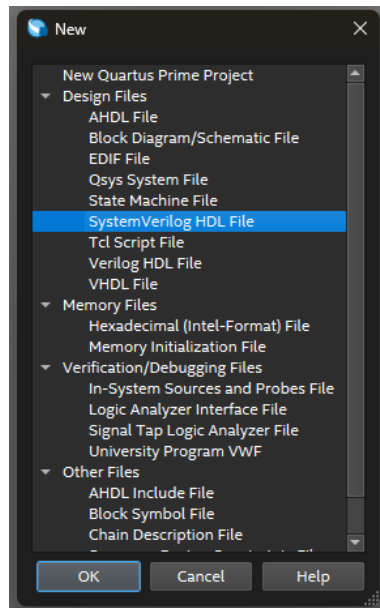 New
New Quartus Prime Project
Design Files
AHDL File
Block Diagram/Schematic File
EDIF File
Qsys System File
State Machine File
SystemVerilog HDL File
Tcl Script File
Verilog HDL File
VHDL File
Memory Files
Hexadecimal (Intel-Format) File
Memory Initialization File
Verification/Debugging Files
In-System Sources and Probes File
Logic Analyzer Interface File
Signal Tap Logic Analyzer File
University Program VWF
Other Files
AHDL Include File
Block Symbol File
Chain Description File
OK Cancel Help